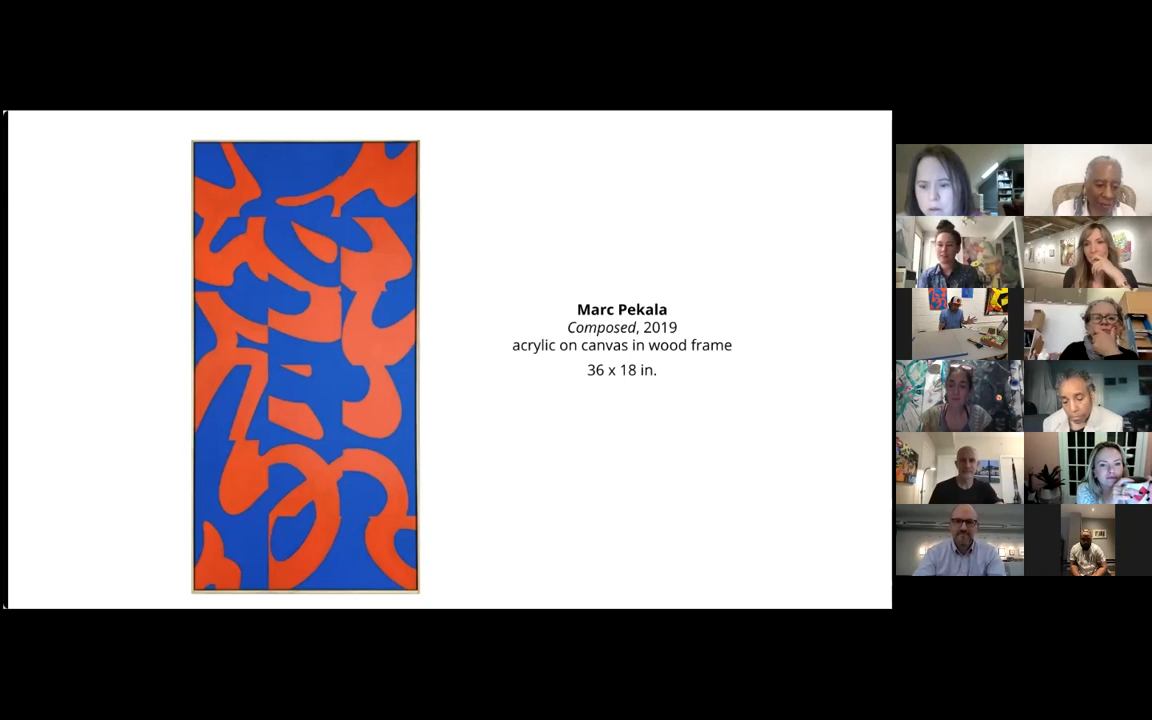 Marc Pekala
Composed, 2019
acrylic on canvas in wood frame
36 x 18 in.